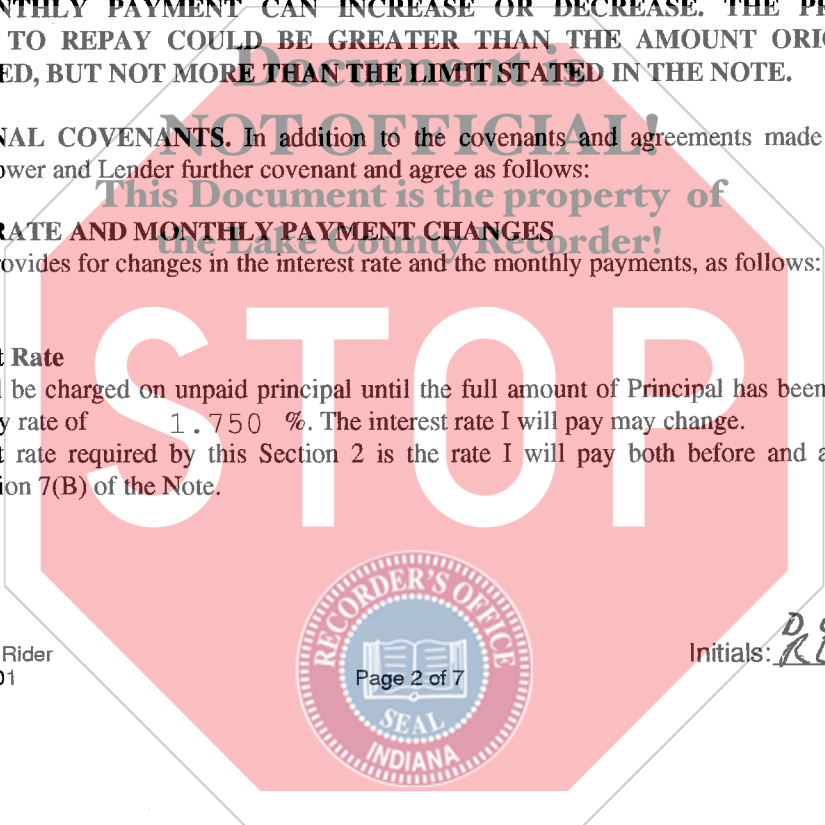 NTHLY PAYMENT CAN INCREASE OR DECREASE. THE PR
TO REPAY COULD BE GREATER THAN THE AMOUNT ORIG
ED, BUT NOT MORE THAN THE LIMIT STATED IN THE NOTE.
Document is
NOT OFFICIAL!
This Document is the property of
the Lake County Recorder!
NAL COVENANTS. In addition to the covenants and agreements made
ower and Lender further covenant and agree as follows:
RATE AND MONTHLY PAYMENT CHANGES
rovides for changes in the interest rate and the monthly payments, as follows:
STOP
t Rate
l be charged on unpaid principal until the full amount of Principal has been
y rate of 1.750 %. The interest rate I will pay may change.
t rate required by this Section 2 is the rate I will pay both before and a
ion 7(B) of the Note.
RECORDER'S OFFICE
SEAL
INDIANA
Rider
01
Page 2 of 7
Initials: